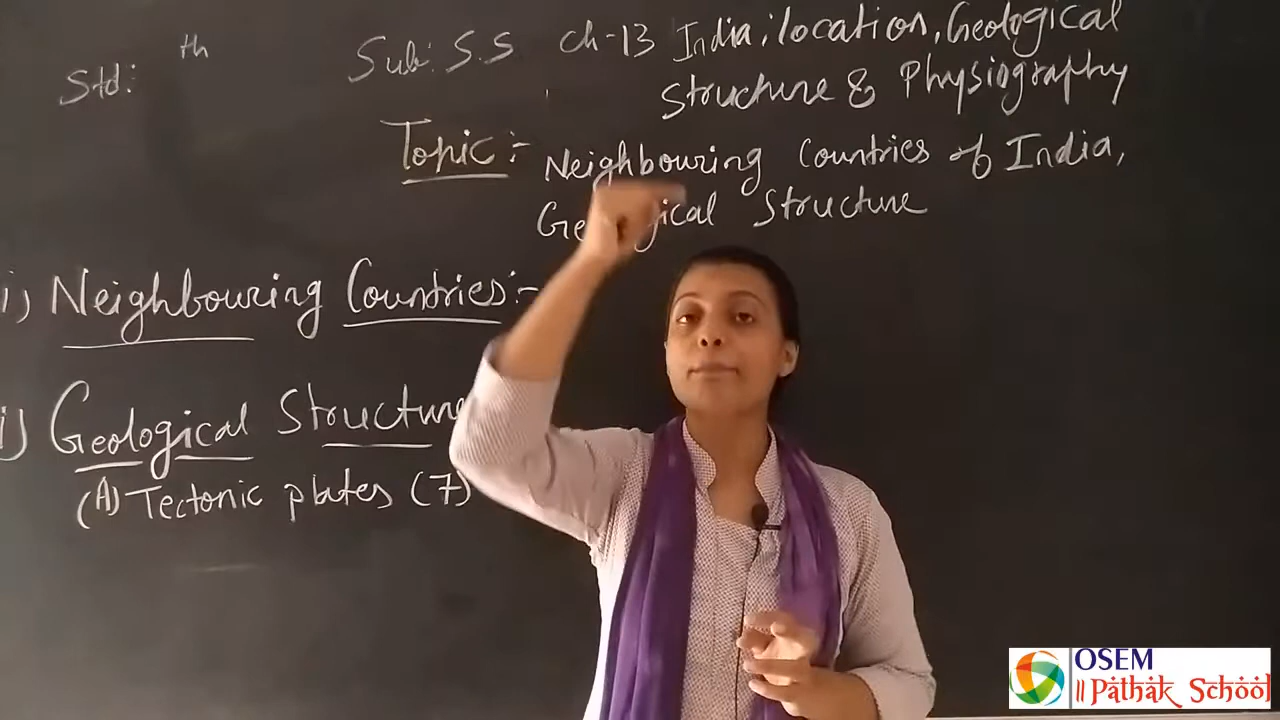 Std: th Sub: S.S Ch-13 India: location, Geological
Structure & Physiography
Topic:- Neighbouring Countries of India,
Geological Structure
i) Neighbouring Countries:-
i) Geological Structure
(A) Tectonic plates (7)
OSEM
॥ Pathak School